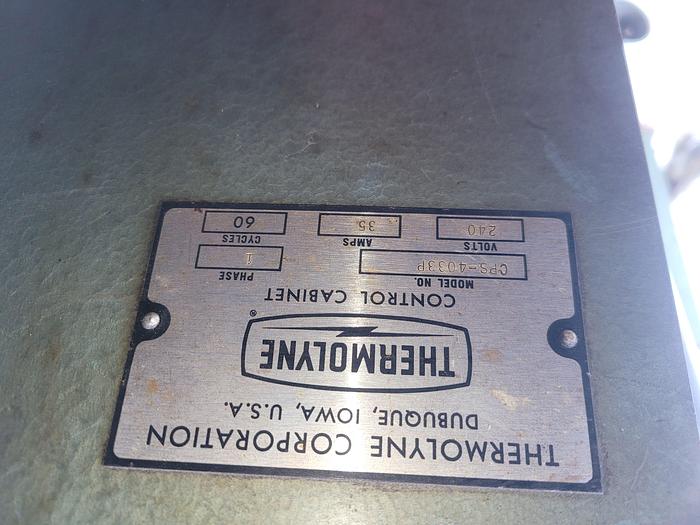 THERMOLYNE CORPORATION
DUBUQUE, IOWA, U.S.A.
THERMOLYNE ®
CONTROL CABINET
MODEL NO. PHASE
CPS-4033P 1
VOLTS AMPS CYCLES
240 35 60